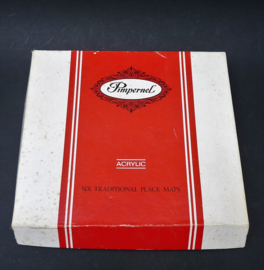 Pimpernel
ACRYLIC
SIX TRADITIONAL PLACE MATS